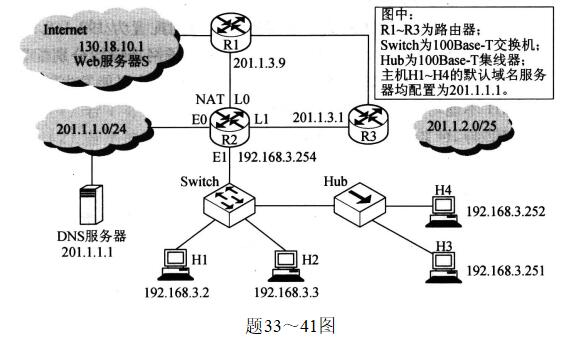 Internet
130.18.10.1
Web服务器S
R1
201.1.3.9
图中:
R1~R3为路由器;
Switch为100Base-T交换机;
Hub为100Base-T集线器;
主机H1~H4的默认域名服务
器均配置为201.1.1.1。
NAT L0
201.1.1.0/24
E0
L1
201.1.3.1
R2
R3
201.1.2.0/25
E1
192.168.3.254
Switch
Hub
H4
192.168.3.252
DNS服务器
201.1.1.1
H1
H2
H3
192.168.3.251
192.168.3.2
192.168.3.3
题33～41图